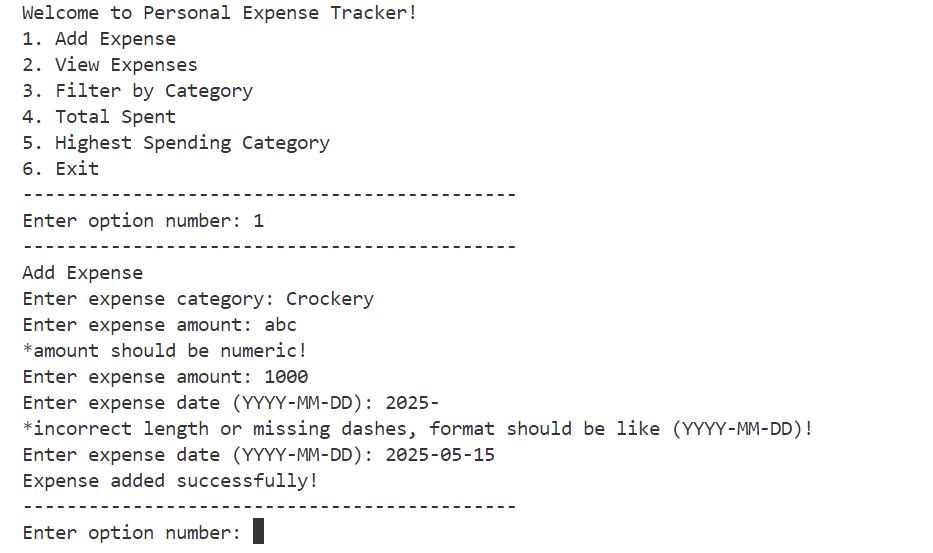 Welcome to Personal Expense Tracker!
1. Add Expense
2. View Expenses
3. Filter by Category
4. Total Spent
5. Highest Spending Category
6. Exit
---------------------------------------------
Enter option number: 1
---------------------------------------------
Add Expense
Enter expense category: Crockery
Enter expense amount: abc
*amount should be numeric!
Enter expense amount: 1000
Enter expense date (YYYY-MM-DD): 2025-
*incorrect length or missing dashes, format should be like (YYYY-MM-DD)!
Enter expense date (YYYY-MM-DD): 2025-05-15
Expense added successfully!
---------------------------------------------
Enter option number: